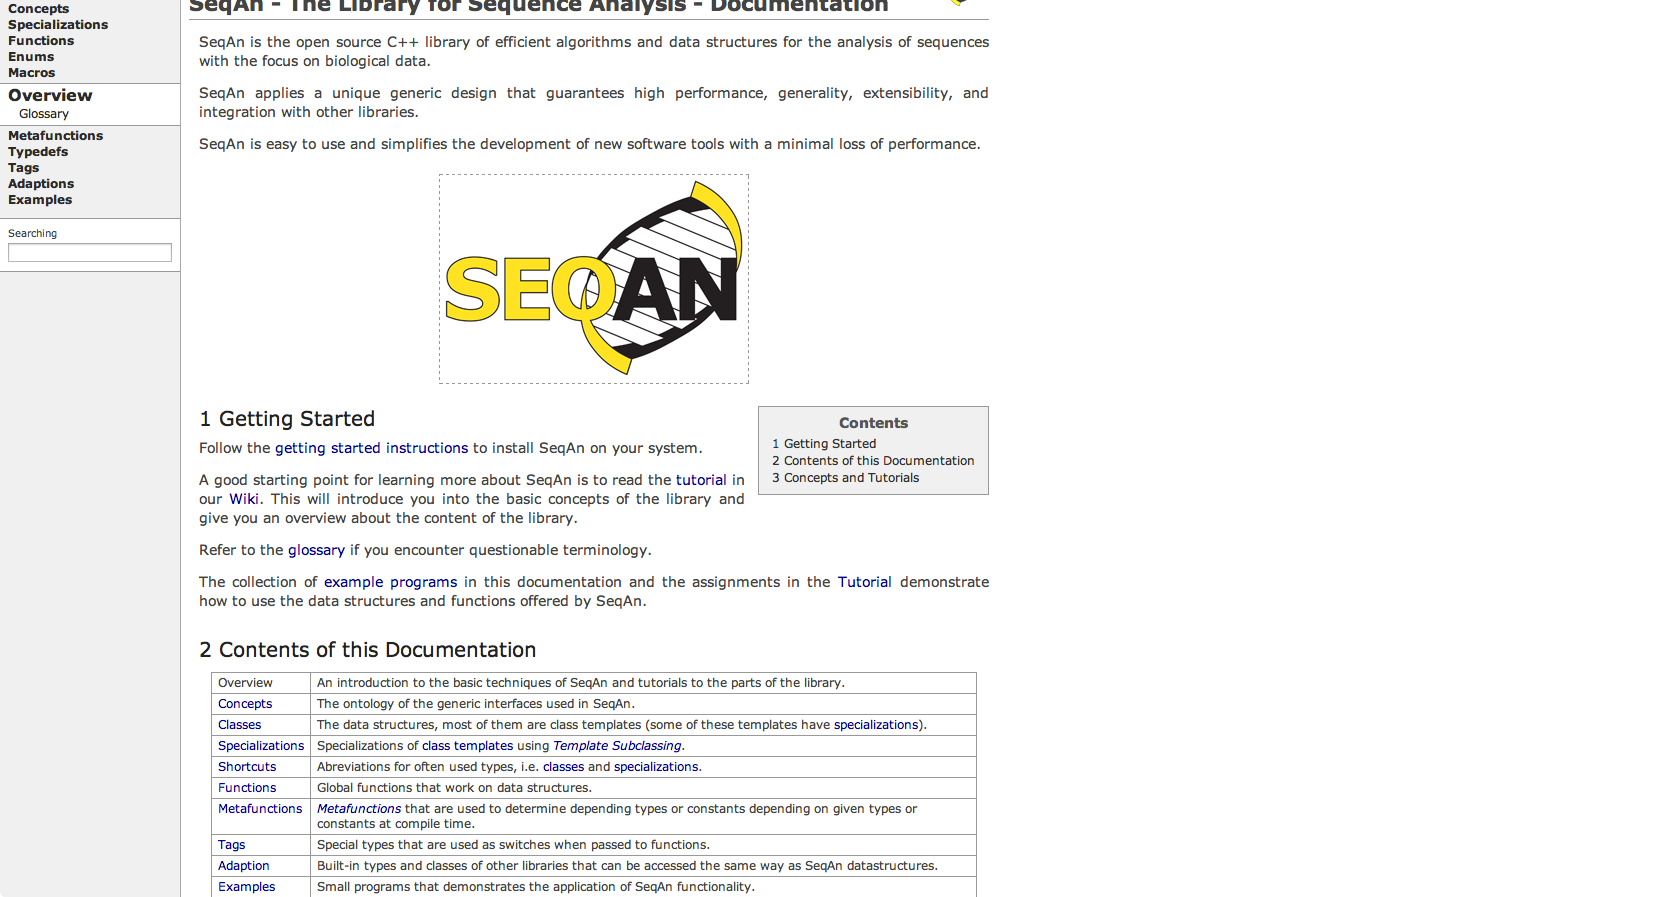 Concepts
Specializations
Functions
Enums
Macros
Overview
Glossary
Metafunctions
Typedefs
Tags
Adaptions
Examples
Searching
SeqAn - The Library for Sequence Analysis - Documentation
SeqAn is the open source C++ library of efficient algorithms and data structures for the analysis of sequences
with the focus on biological data.
SeqAn applies a unique generic design that guarantees high performance, generality, extensibility, and
integration with other libraries.
SeqAn is easy to use and simplifies the development of new software tools with a minimal loss of performance.
SEQAN
1 Getting Started
Follow the getting started instructions to install SeqAn on your system.
A good starting point for learning more about SeqAn is to read the tutorial in
our Wiki. This will introduce you into the basic concepts of the library and
give you an overview about the content of the library.
Refer to the glossary if you encounter questionable terminology.
The collection of example programs in this documentation and the assignments in the Tutorial demonstrate
how to use the data structures and functions offered by SeqAn.
Contents
1 Getting Started
2 Contents of this Documentation
3 Concepts and Tutorials
2 Contents of this Documentation
Overview An introduction to the basic techniques of SeqAn and tutorials to the parts of the library.
Concepts The ontology of the generic interfaces used in SeqAn.
Classes The data structures, most of them are class templates (some of these templates have specializations).
Specializations Specializations of class templates using Template Subclassing.
Shortcuts Abreviations for often used types, i.e. classes and specializations.
Functions Global functions that work on data structures.
Metafunctions Metafunctions that are used to determine depending types or constants depending on given types or
constants at compile time.
Tags Special types that are used as switches when passed to functions.
Adaption Built-in types and classes of other libraries that can be accessed the same way as SeqAn datastructures.
Examples Small programs that demonstrates the application of SeqAn functionality.